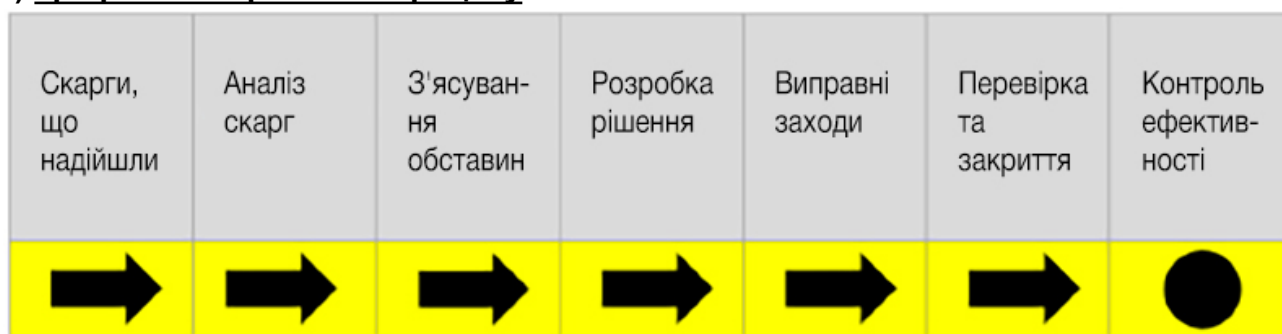 Скарги,
що
надійшли
Аналіз
скарг
З'ясуван-
ня
обставин
Розробка
рішення
Виправні
заходи
Перевірка
та
закриття
Контроль
ефектив-
ності